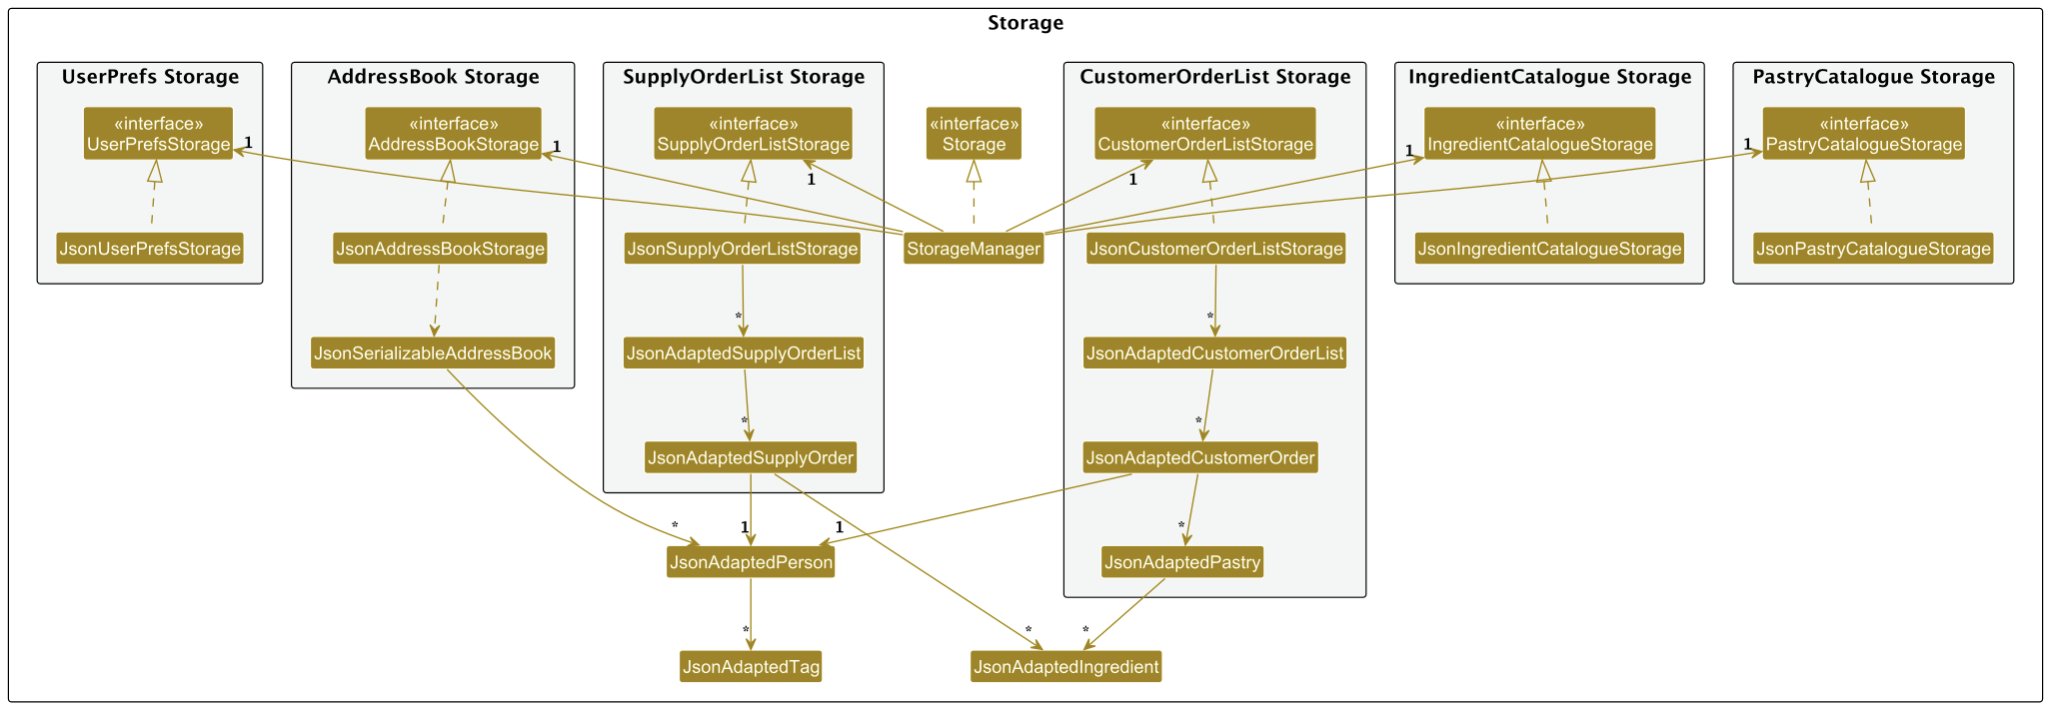 Storage
UserPrefs Storage
AddressBook Storage
SupplyOrderList Storage
CustomerOrderList Storage
IngredientCatalogue Storage
PastryCatalogue Storage
«interface»
UserPrefsStorage
«interface»
AddressBookStorage
«interface»
SupplyOrderListStorage
«interface»
Storage
«interface»
CustomerOrderListStorage
«interface»
IngredientCatalogueStorage
«interface»
PastryCatalogueStorage
1
1
1
1
1
1
JsonUserPrefsStorage
JsonAddressBookStorage
JsonSupplyOrderListStorage
StorageManager
JsonCustomerOrderListStorage
JsonIngredientCatalogueStorage
JsonPastryCatalogueStorage
*
*
JsonSerializableAddressBook
JsonAdaptedSupplyOrderList
JsonAdaptedCustomerOrderList
*
*
JsonAdaptedSupplyOrder
JsonAdaptedCustomerOrder
*
1
1
*
JsonAdaptedPerson
JsonAdaptedPastry
*
*
*
JsonAdaptedTag
JsonAdaptedIngredient